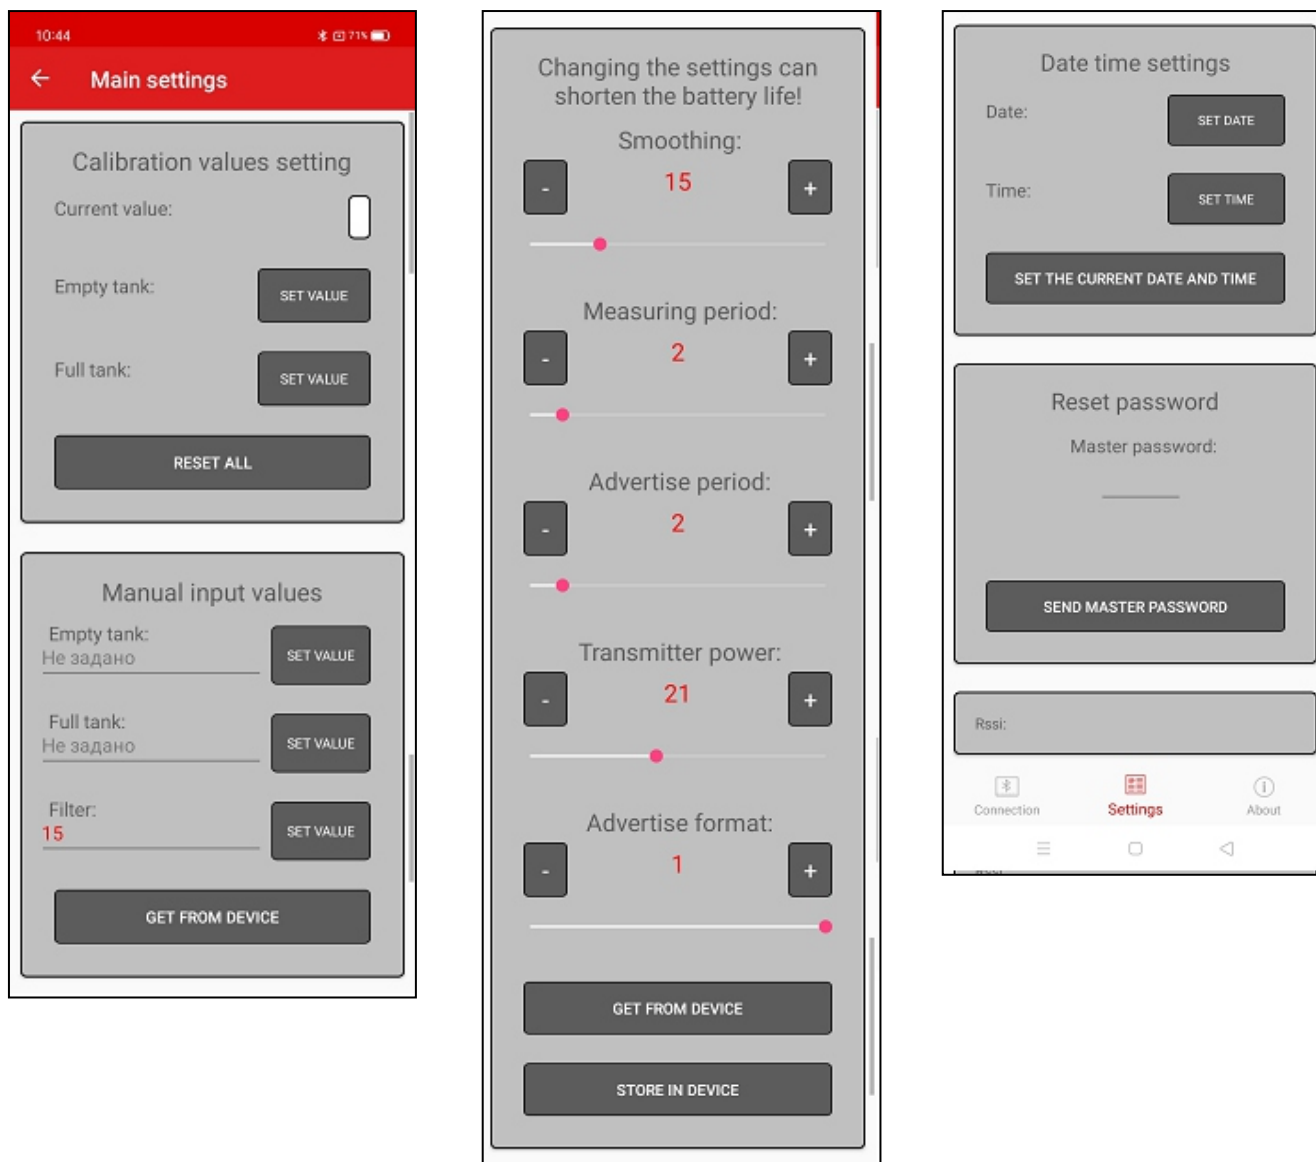 10:44
71%
Main settings
Calibration values setting
Current value:
Empty tank:
SET VALUE
Full tank:
SET VALUE
RESET ALL
Manual input values
Empty tank:
Не задано
SET VALUE
Full tank:
Не задано
SET VALUE
Filter:
15
SET VALUE
GET FROM DEVICE
Changing the settings can
shorten the battery life!
Smoothing:
- 15 +
Measuring period:
- 2 +
Advertise period:
- 2 +
Transmitter power:
- 21 +
Advertise format:
- 1 +
GET FROM DEVICE
STORE IN DEVICE
Date time settings
Date:
SET DATE
Time:
SET TIME
SET THE CURRENT DATE AND TIME
Reset password
Master password:
SEND MASTER PASSWORD
Rssi:
Connection
Settings
About